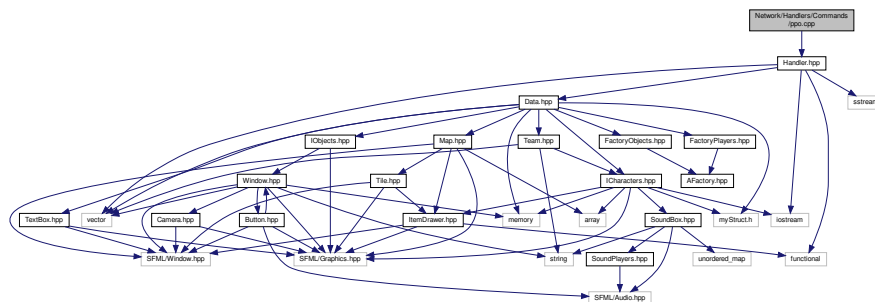 Network/Handlers/Commands
/ppo.cpp
Handler.hpp
Data.hpp
sstream
IObjects.hpp
Map.hpp
Team.hpp
FactoryObjects.hpp
FactoryPlayers.hpp
Window.hpp
Tile.hpp
ICharacters.hpp
AFactory.hpp
TextBox.hpp
vector
Camera.hpp
Button.hpp
ItemDrawer.hpp
memory
array
SoundBox.hpp
myStruct.h
iostream
SFML/Window.hpp
SFML/Graphics.hpp
string
SoundPlayers.hpp
unordered_map
functional
SFML/Audio.hpp